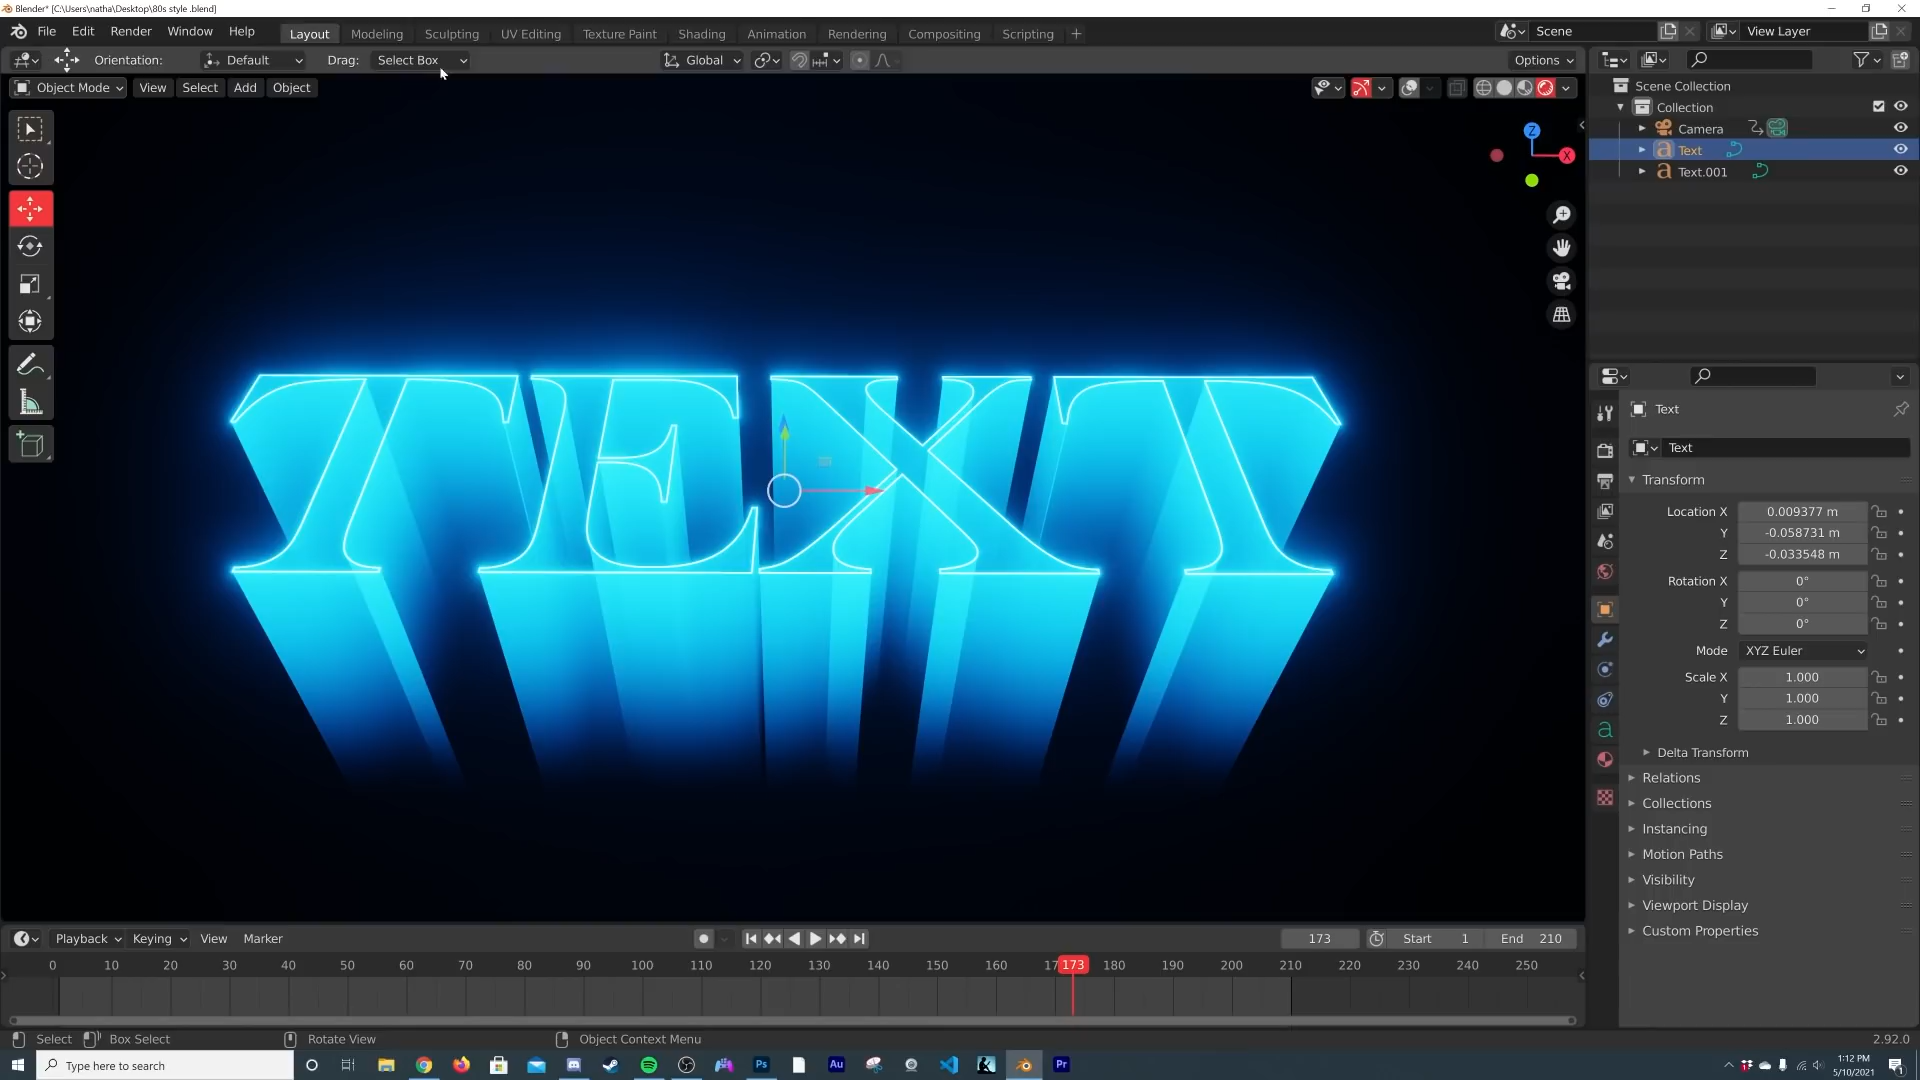 Blender* [C:\Users\natha\Desktop\80s style .blend]
File Edit Render Window Help
Layout Modeling Sculpting UV Editing Texture Paint Shading Animation Rendering Compositing Scripting +
Scene
View Layer
Orientation: Default Drag: Select Box
Global
Options
Object Mode View Select Add Object
Z
X
Scene Collection
Collection
Camera
Text
Text.001
TEXT
Text
Text
Transform
Location X 0.009377 m
Y -0.058731 m
Z -0.033548 m
Rotation X 0°
Y 0°
Z 0°
Mode XYZ Euler
Scale X 1.000
Y 1.000
Z 1.000
Delta Transform
Relations
Collections
Instancing
Motion Paths
Visibility
Viewport Display
Custom Properties
Playback Keying View Marker
173 Start 1 End 210
0 10 20 30 40 50 60 70 80 90 100 110 120 130 140 150 160 17 173 180 190 200 210 220 230 240 250
Select Box Select Rotate View Object Context Menu
2.92.0
Type here to search
Ps
Au
Pr
1:12 PM
5/10/2021